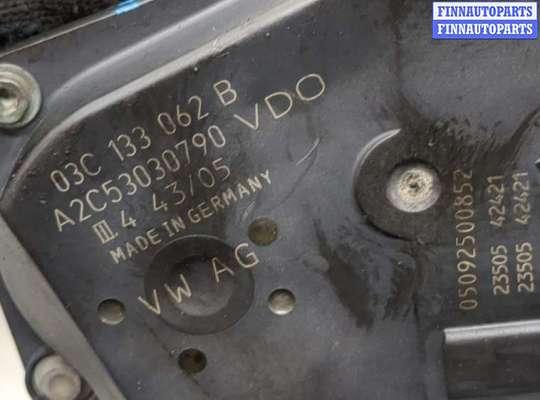 FINNAUTOPARTS
FINNAUTOPARTS
03C 133 062 B
A2C53030790 VDO
III 4 43/05
MADE IN GERMANY
VW AG
05092500852
23505 42421
23505 42421